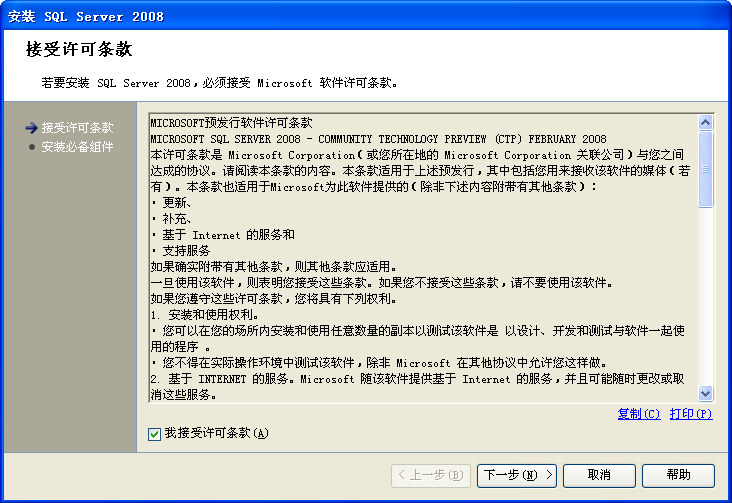 安装 SQL Server 2008
接受许可条款
若要安装 SQL Server 2008,必须接受 Microsoft 软件许可条款。
接受许可条款
安装必备组件
MICROSOFT预发行软件许可条款
MICROSOFT SQL SERVER 2008 - COMMUNITY TECHNOLOGY PREVIEW (CTP) FEBRUARY 2008
本许可条款是 Microsoft Corporation(或您所在地的 Microsoft Corporation 关联公司)与您之间
达成的协议。请阅读本条款的内容。本条款适用于上述预发行,其中包括您用来接收该软件的媒体(若
有)。本条款也适用于Microsoft为此软件提供的(除非下述内容附带有其他条款):
· 更新、
· 补充、
· 基于 Internet 的服务和
· 支持服务
如果确实附带有其他条款,则其他条款应适用。
一旦使用该软件,则表明您接受这些条款。如果您不接受这些条款,请不要使用该软件。
如果您遵守这些许可条款,您将具有下列权利。
1. 安装和使用权利。
· 您可以在您的场所内安装和使用任意数量的副本以测试该软件是 以设计、开发和测试与软件一起使
用的程序 。
· 您不得在实际操作环境中测试该软件,除非 Microsoft 在其他协议中允许您这样做。
2. 基于 INTERNET 的服务。Microsoft 随该软件提供基于 Internet 的服务,并且可能随时更改或取
消这些服务。
复制(C) 打印(P)
我接受许可条款(A)
< 上一步(B) 下一步(N) > 取消 帮助